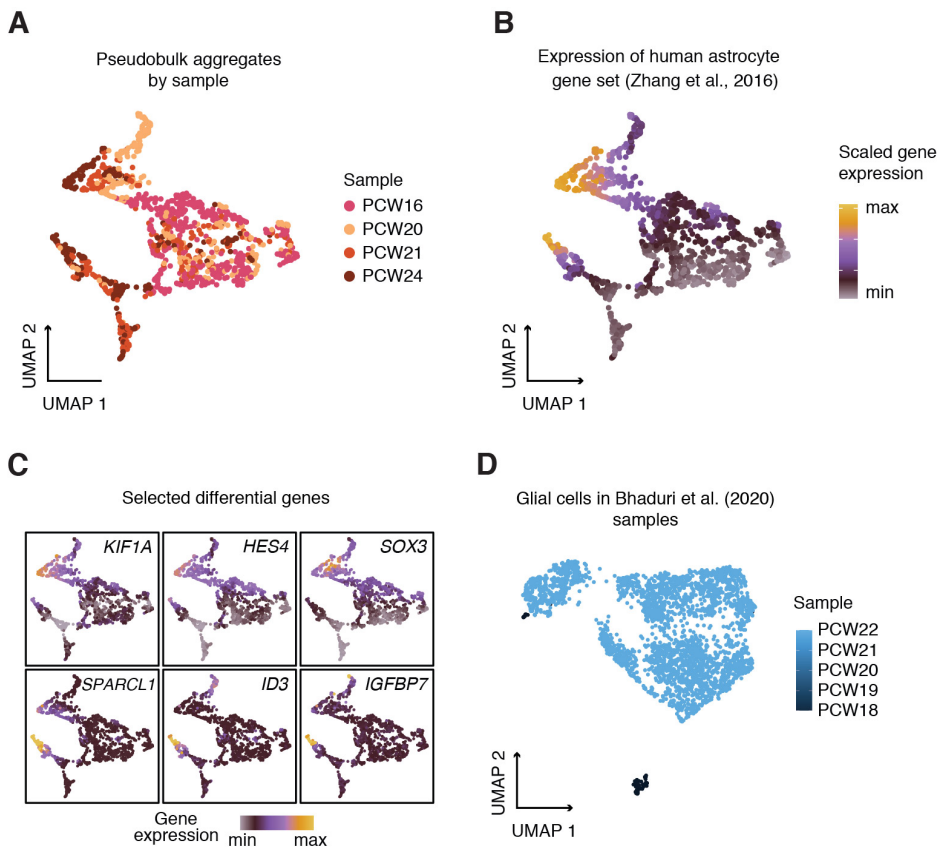 A
Pseudobulk aggregates
by sample
Sample
PCW16
PCW20
PCW21
PCW24
UMAP 2
UMAP 1
B
Expression of human astrocyte
gene set (Zhang et al., 2016)
Scaled gene
expression
max
min
UMAP 2
UMAP 1
C
Selected differential genes
KIF1A
HES4
SOX3
SPARCL1
ID3
IGFBP7
Gene
expression
min
max
D
Glial cells in Bhaduri et al. (2020)
samples
Sample
PCW22
PCW21
PCW20
PCW19
PCW18
UMAP 2
UMAP 1